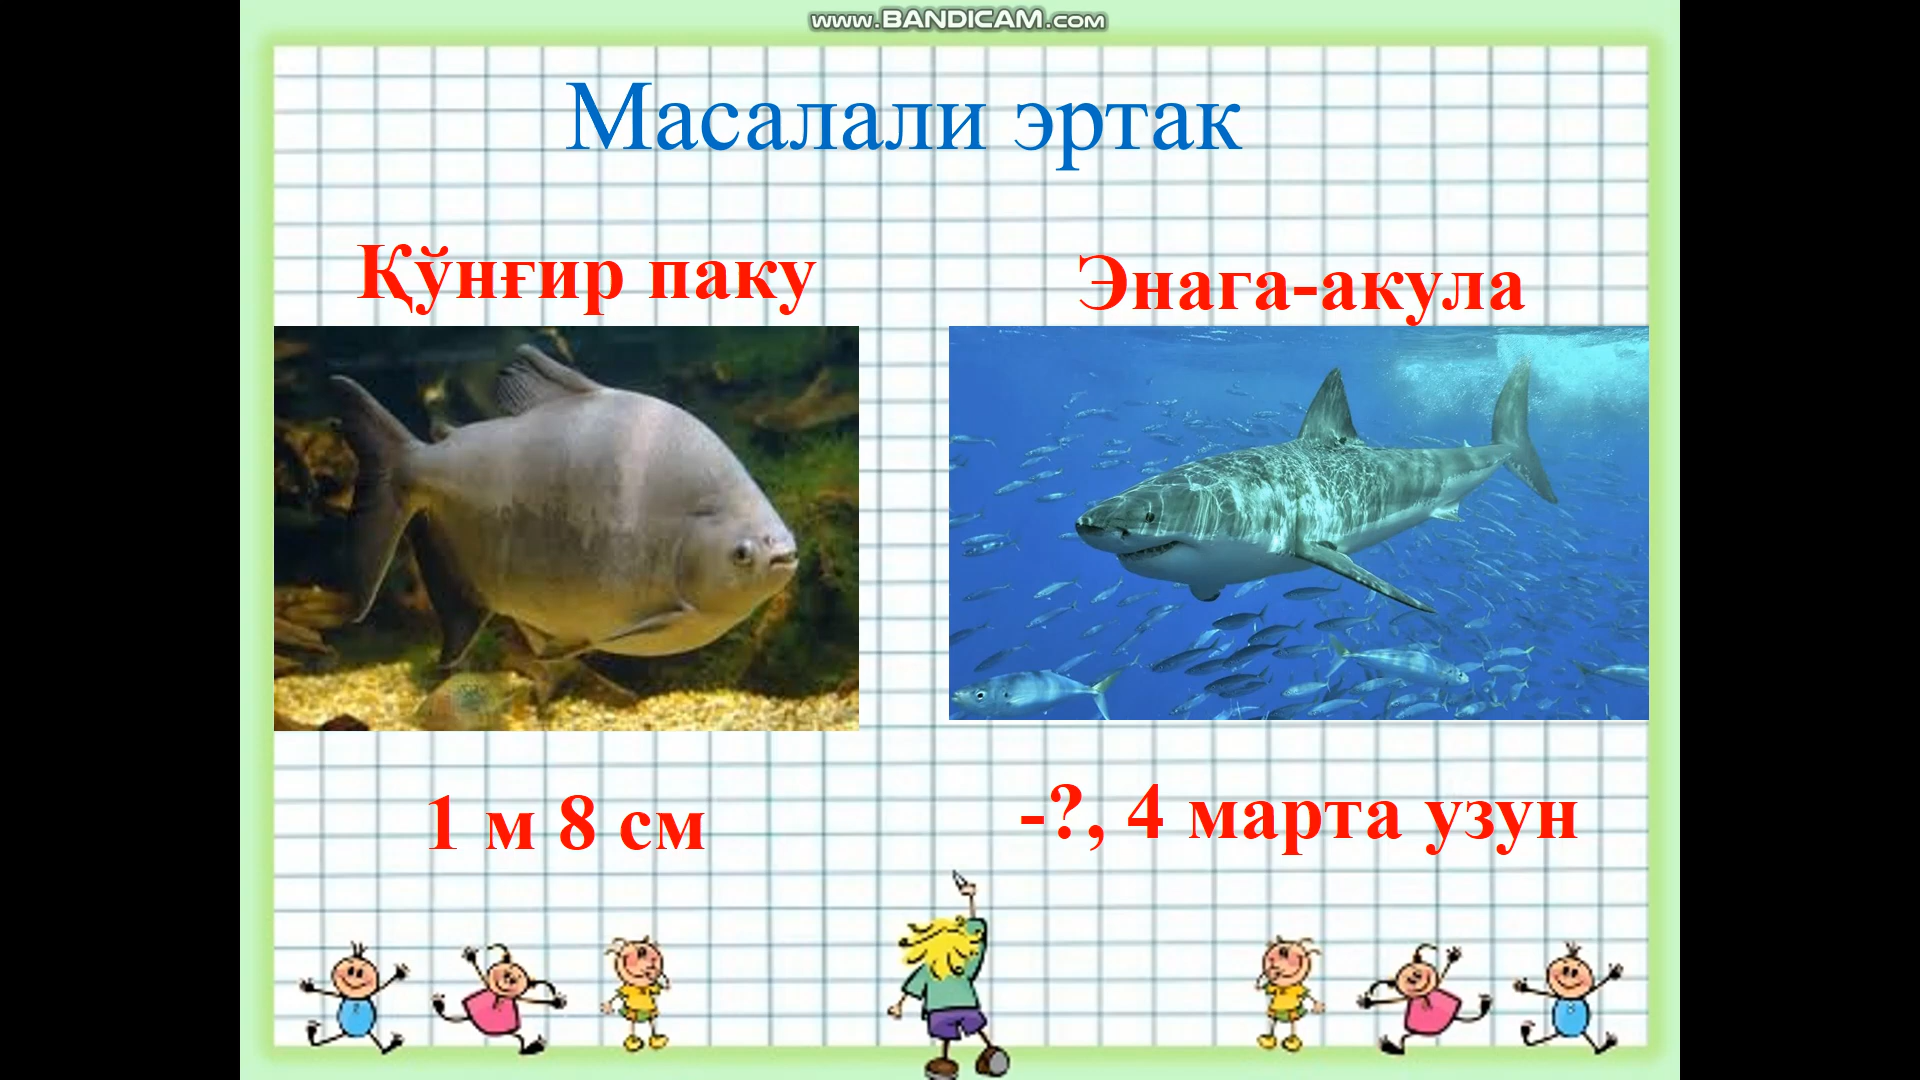 www.BANDICAM.com
Масалали эртак
Қўнғир паку
Энага-акула
1 м 8 см
-?, 4 марта узун